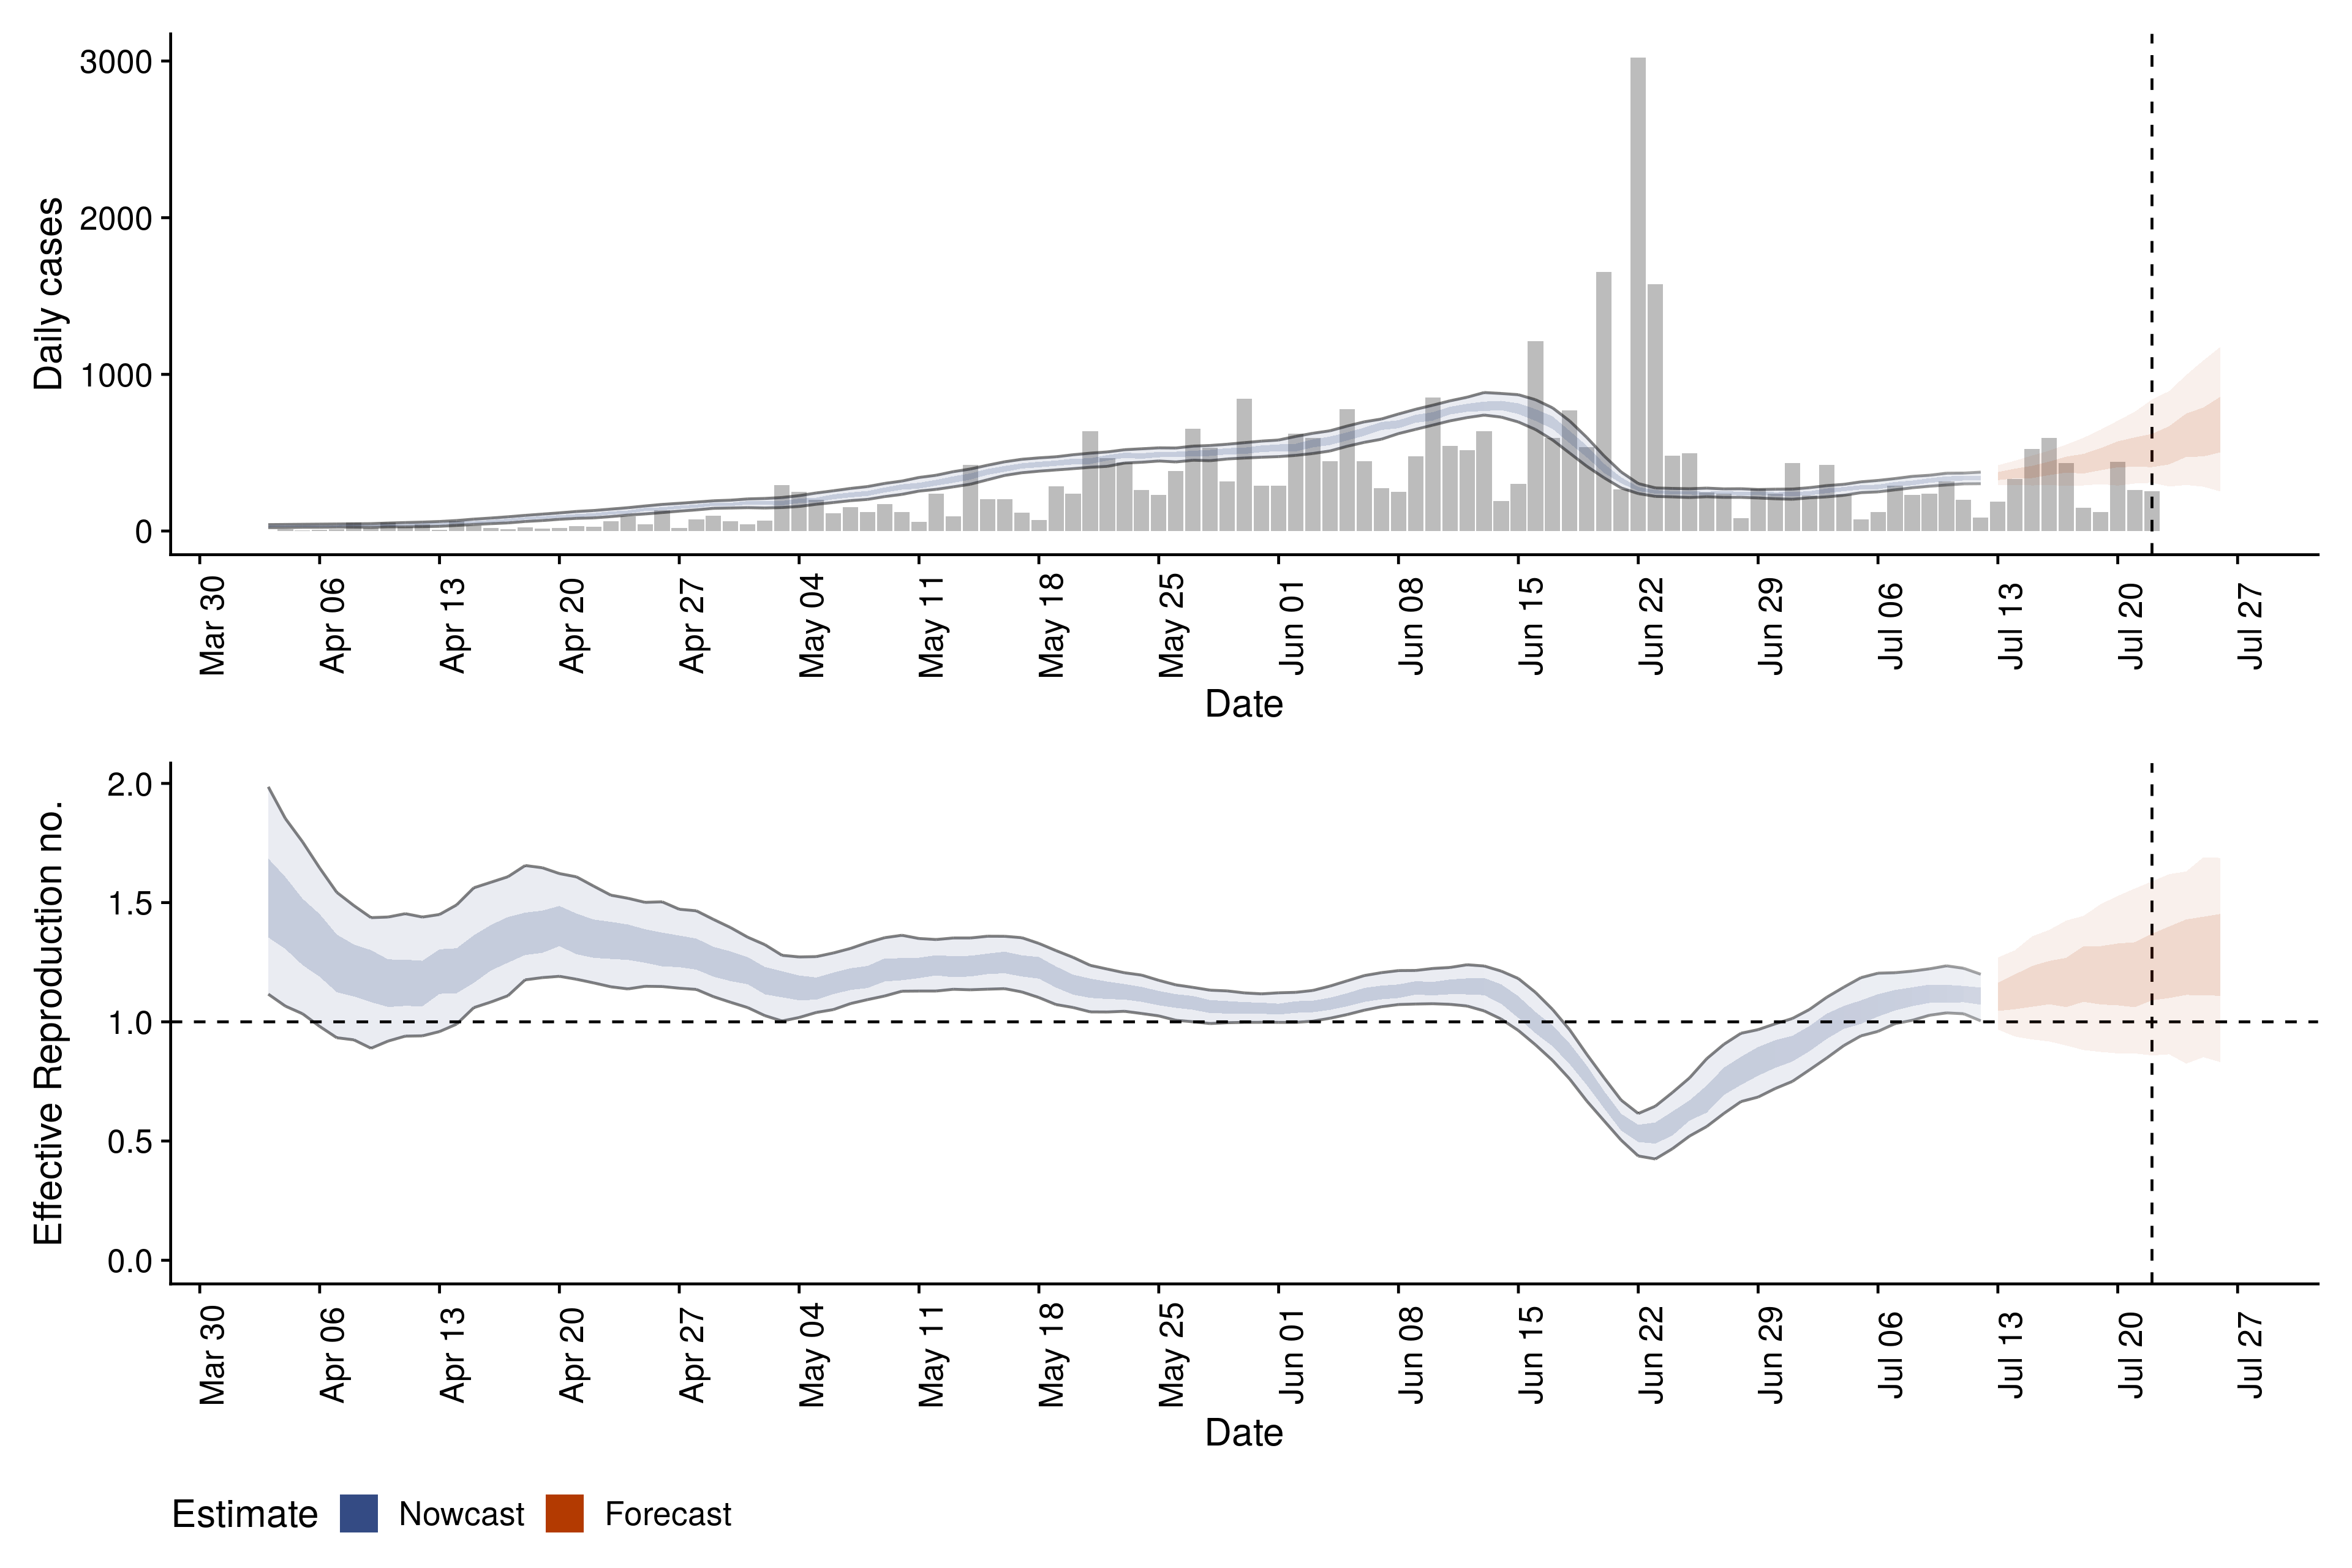 Daily cases
3000
2000
1000
0
Mar 30 Apr 06 Apr 13 Apr 20 Apr 27 May 04 May 11 May 18 May 25 Jun 01 Jun 08 Jun 15 Jun 22 Jun 29 Jul 06 Jul 13 Jul 20 Jul 27
Date
Effective Reproduction no.
2.0
1.5
1.0
0.5
0.0
Mar 30 Apr 06 Apr 13 Apr 20 Apr 27 May 04 May 11 May 18 May 25 Jun 01 Jun 08 Jun 15 Jun 22 Jun 29 Jul 06 Jul 13 Jul 20 Jul 27
Date
Estimate Nowcast Forecast